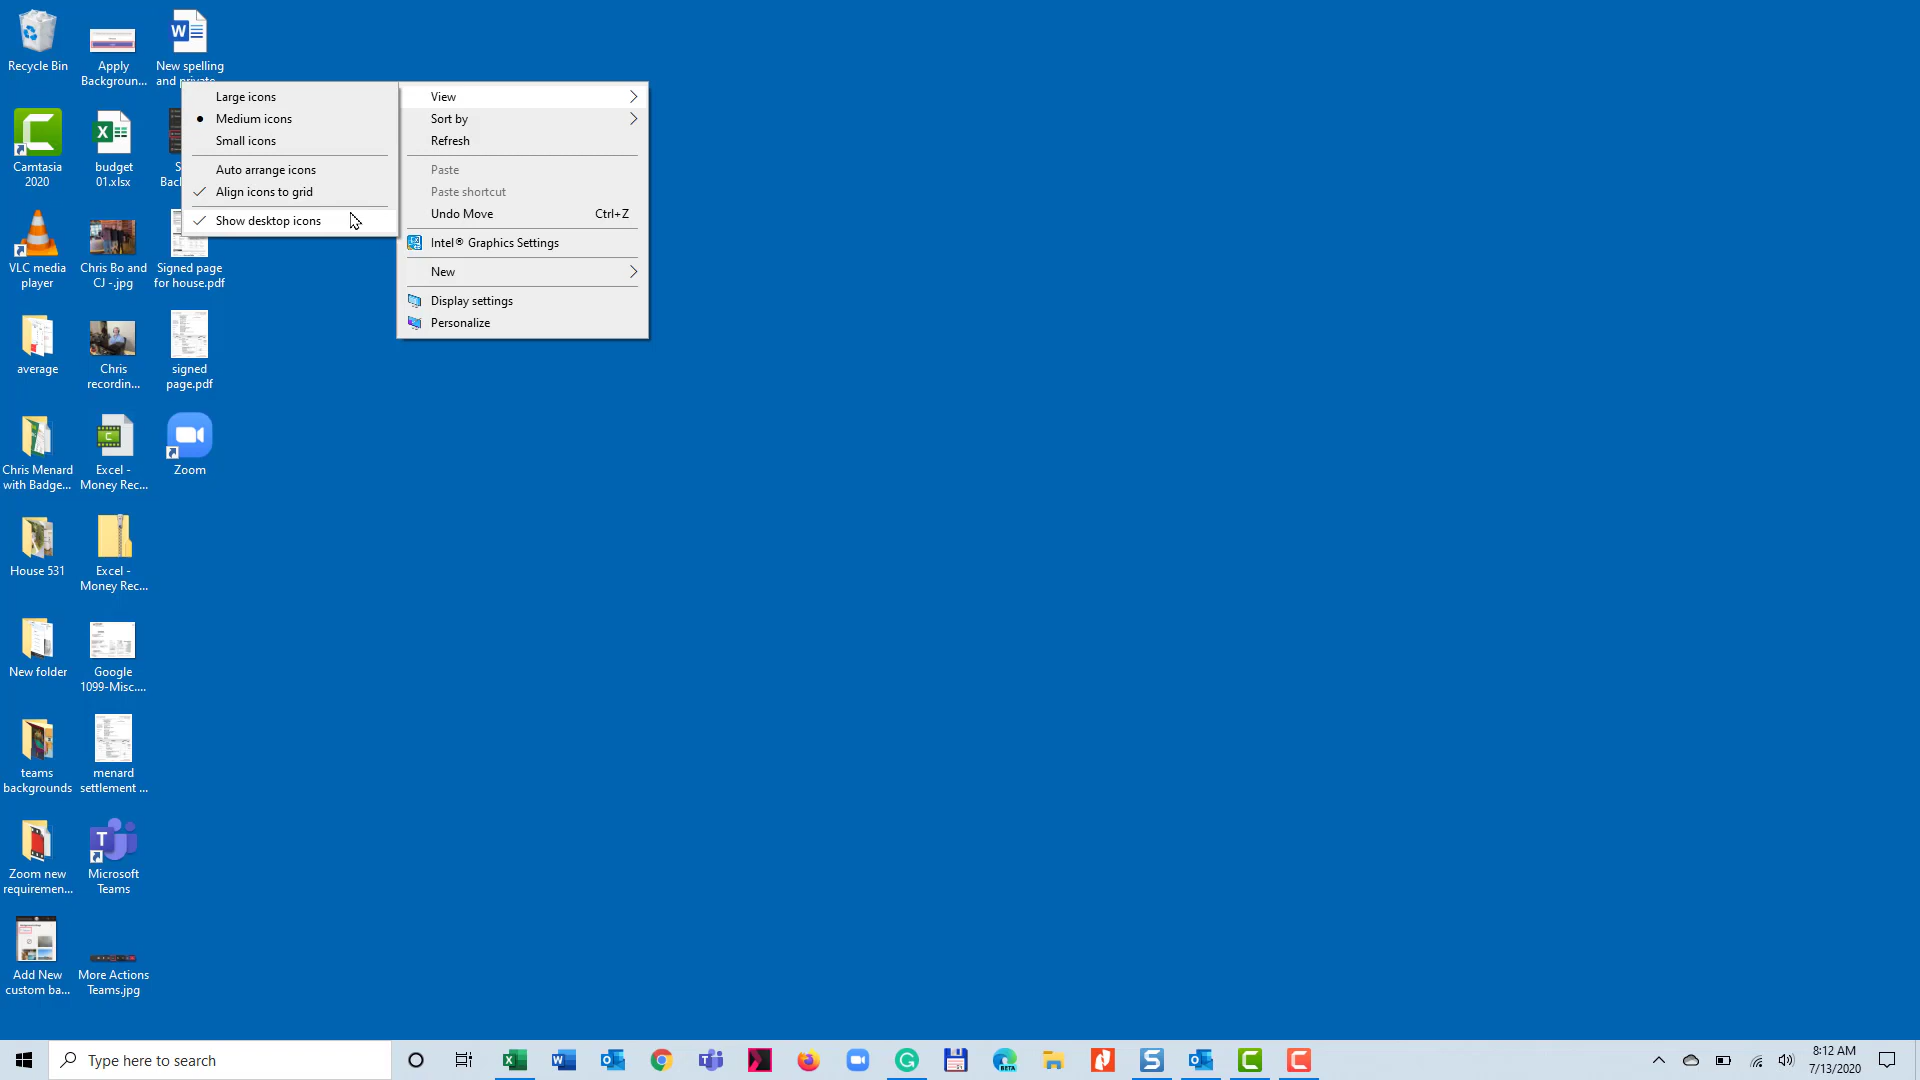 Recycle Bin
Apply
Backgroun...
New spelling
and private
Camtasia
2020
budget
01.xlsx
S
Bac
VLC media
player
Chris Bo and
CJ -.jpg
Signed page
for house.pdf
average
Chris
recordin...
signed
page.pdf
Chris Menard
with Badge...
Excel -
Money Rec...
Zoom
House 531
Excel -
Money Rec...
New folder
Google
1099-Misc....
teams
backgrounds
menard
settlement ...
Zoom new
requiremen...
Microsoft
Teams
Add New
custom ba...
More Actions
Teams.jpg
Large icons
Medium icons
Small icons
Auto arrange icons
Align icons to grid
Show desktop icons
View
Sort by
Refresh
Paste
Paste shortcut
Undo Move Ctrl+Z
Intel® Graphics Settings
New
Display settings
Personalize
Type here to search
BETA
8:12 AM
7/13/2020